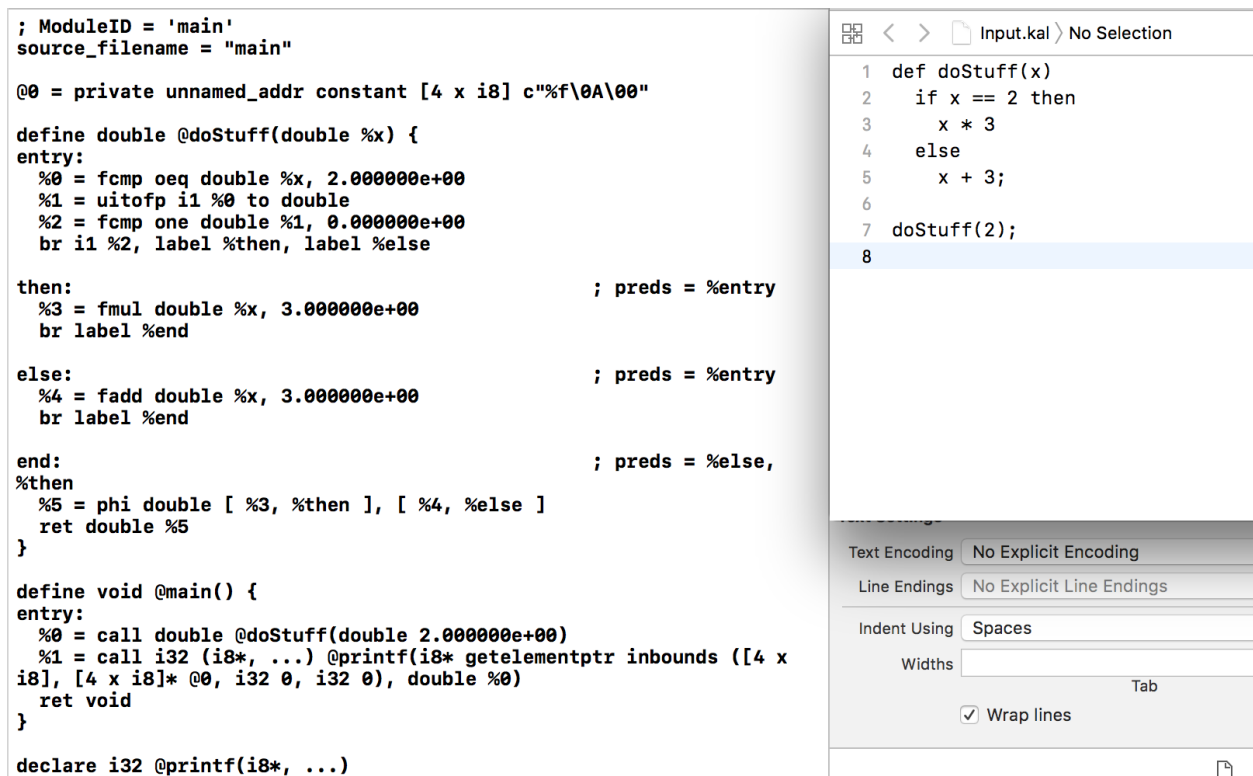 ; ModuleID = 'main'
source_filename = "main"

@0 = private unnamed_addr constant [4 x i8] c"%f\0A\00"

define double @doStuff(double %x) {
entry:
  %0 = fcmp oeq double %x, 2.000000e+00
  %1 = uitofp i1 %0 to double
  %2 = fcmp one double %1, 0.000000e+00
  br i1 %2, label %then, label %else

then:                                             ; preds = %entry
  %3 = fmul double %x, 3.000000e+00
  br label %end

else:                                             ; preds = %entry
  %4 = fadd double %x, 3.000000e+00
  br label %end

end:                                              ; preds = %else,
%then
  %5 = phi double [ %3, %then ], [ %4, %else ]
  ret double %5
}

define void @main() {
entry:
  %0 = call double @doStuff(double 2.000000e+00)
  %1 = call i32 (i8*, ...) @printf(i8* getelementptr inbounds ([4 x
i8], [4 x i8]* @0, i32 0, i32 0), double %0)
  ret void
}

declare i32 @printf(i8*, ...)
Input.kal 〉 No Selection
1 def doStuff(x)
2   if x == 2 then
3     x * 3
4   else
5     x + 3;
6
7 doStuff(2);
8
Text Encoding No Explicit Encoding
Line Endings No Explicit Line Endings
Indent Using Spaces
Widths
Tab
Wrap lines